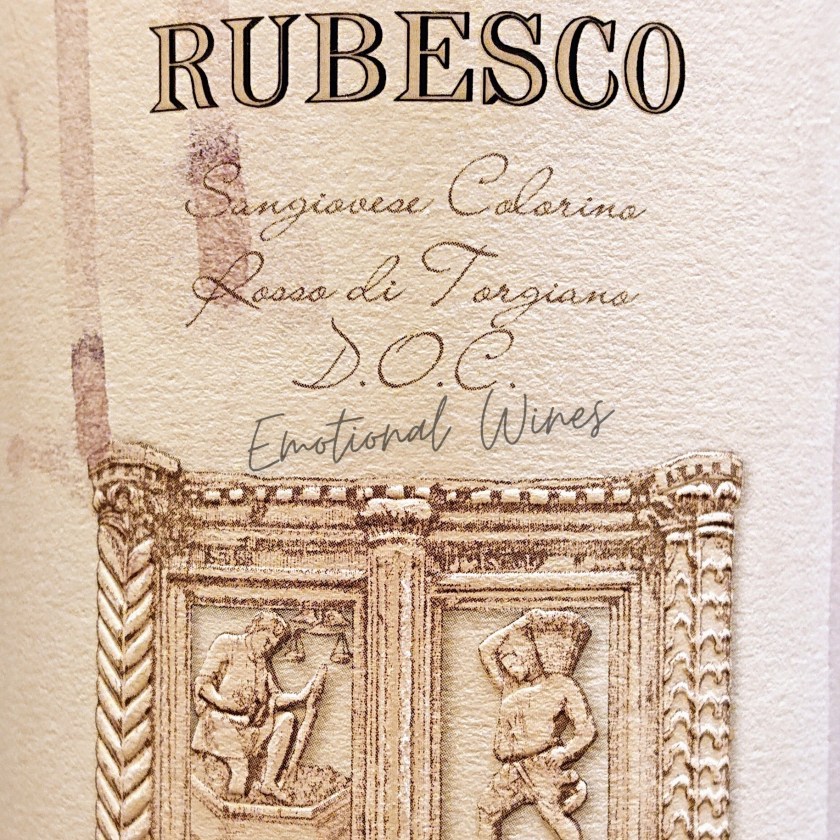 RUBESCO
Sangiovese Colorino
Rosso di Torgiano
D.O.C.
Emotional Wines